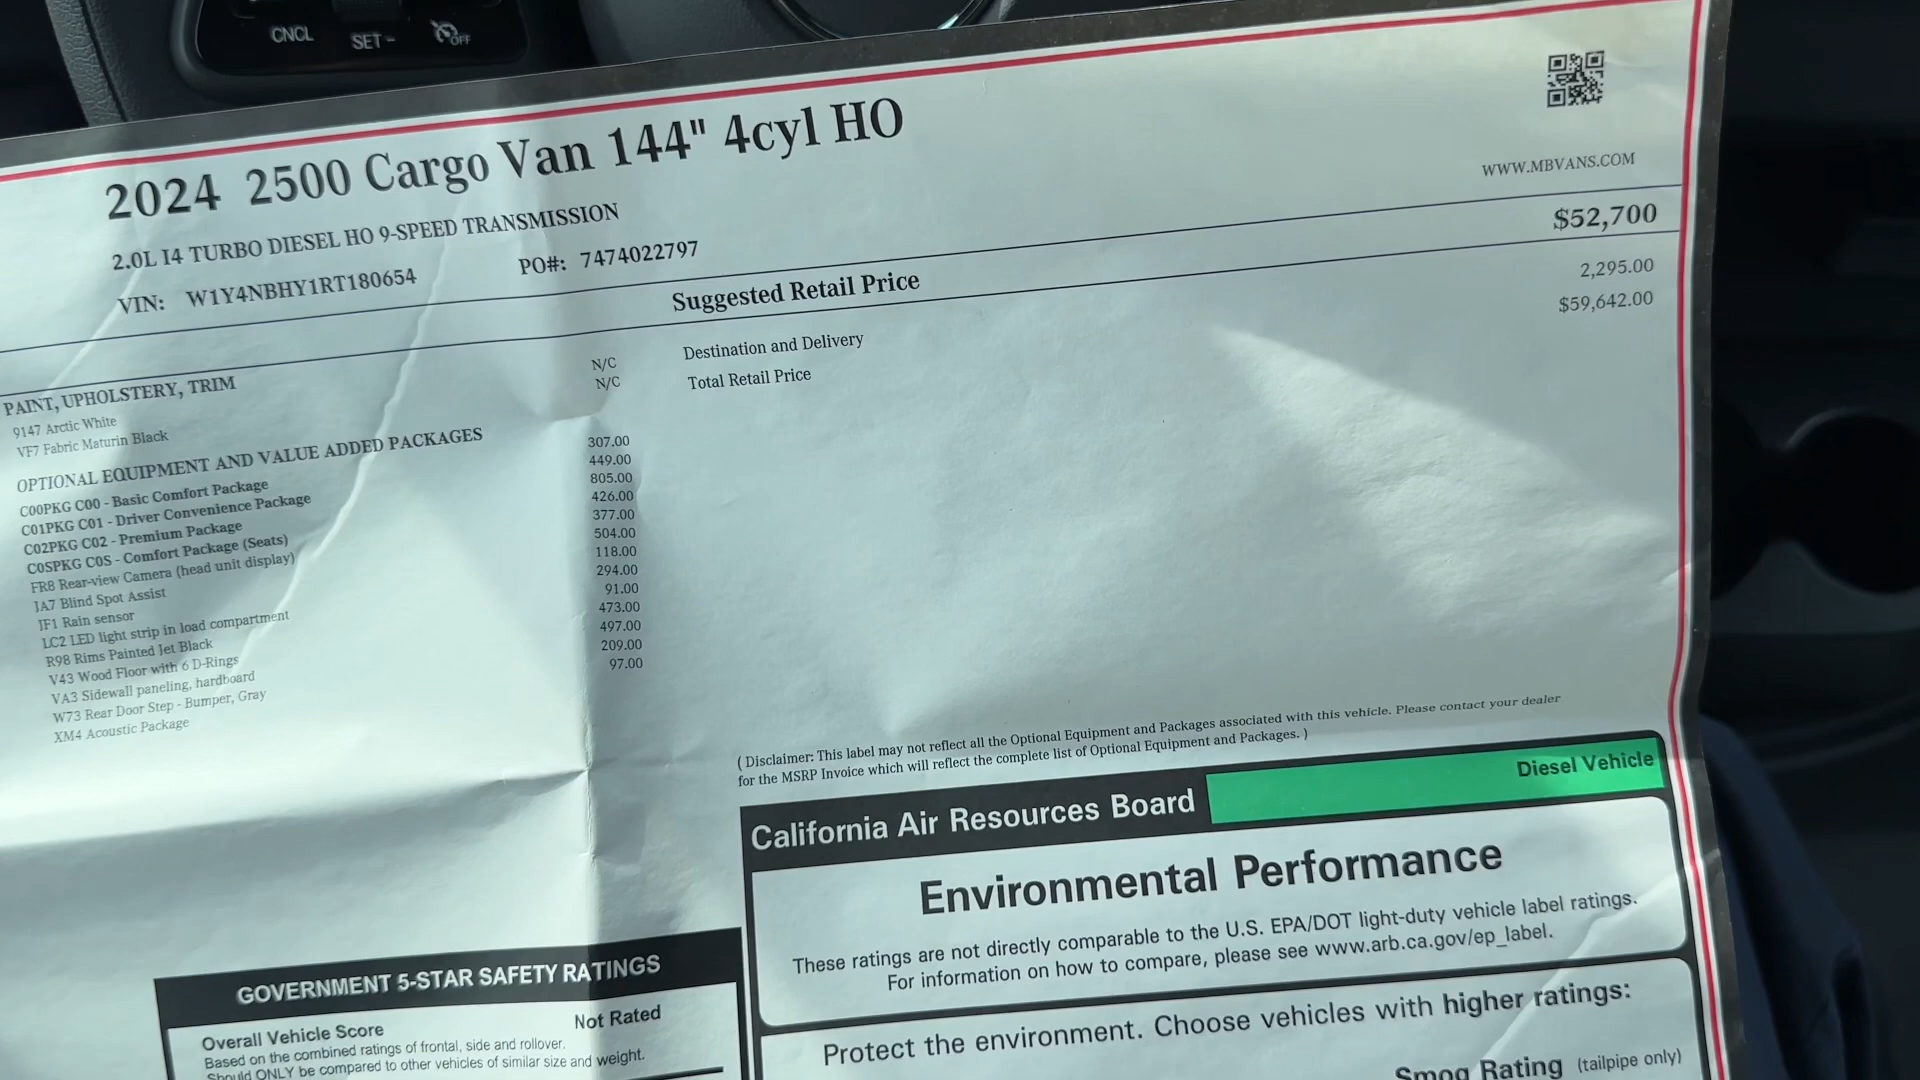 CNCL
SET -
OFF
2024 2500 Cargo Van 144" 4cyl HO
2.0L I4 TURBO DIESEL HO 9-SPEED TRANSMISSION
VIN: W1Y4NBHY1RT180654 PO#: 7474022797
WWW.MBVANS.COM
Suggested Retail Price $52,700
Destination and Delivery 2,295.00
Total Retail Price $59,642.00
PAINT, UPHOLSTERY, TRIM
9147 Arctic White N/C
VF7 Fabric Maturin Black N/C
OPTIONAL EQUIPMENT AND VALUE ADDED PACKAGES
C00PKG C00 - Basic Comfort Package 307.00
C01PKG C01 - Driver Convenience Package 449.00
C02PKG C02 - Premium Package 805.00
C0SPKG C0S - Comfort Package (Seats) 426.00
FR8 Rear-view Camera (head unit display) 377.00
JA7 Blind Spot Assist 504.00
JF1 Rain sensor 118.00
LC2 LED light strip in load compartment 294.00
R98 Rims Painted Jet Black 91.00
V43 Wood Floor with 6 D-Rings 473.00
VA3 Sidewall paneling, hardboard 497.00
W73 Rear Door Step - Bumper, Gray 209.00
XM4 Acoustic Package 97.00
( Disclaimer: This label may not reflect all the Optional Equipment and Packages associated with this vehicle. Please contact your dealer
for the MSRP Invoice which will reflect the complete list of Optional Equipment and Packages. )
California Air Resources Board
Diesel Vehicle
Environmental Performance
These ratings are not directly comparable to the U.S. EPA/DOT light-duty vehicle label ratings.
For information on how to compare, please see www.arb.ca.gov/ep_label.
Protect the environment. Choose vehicles with higher ratings:
Smog Rating (tailpipe only)
GOVERNMENT 5-STAR SAFETY RATINGS
Overall Vehicle Score Not Rated
Based on the combined ratings of frontal, side and rollover.
Should ONLY be compared to other vehicles of similar size and weight.